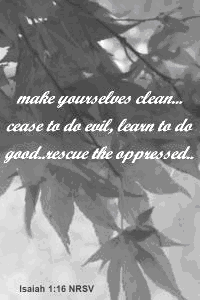 make yourselves clean...
cease to do evil, learn to do
good..rescue the oppressed..
Isaiah 1:16 NRSV